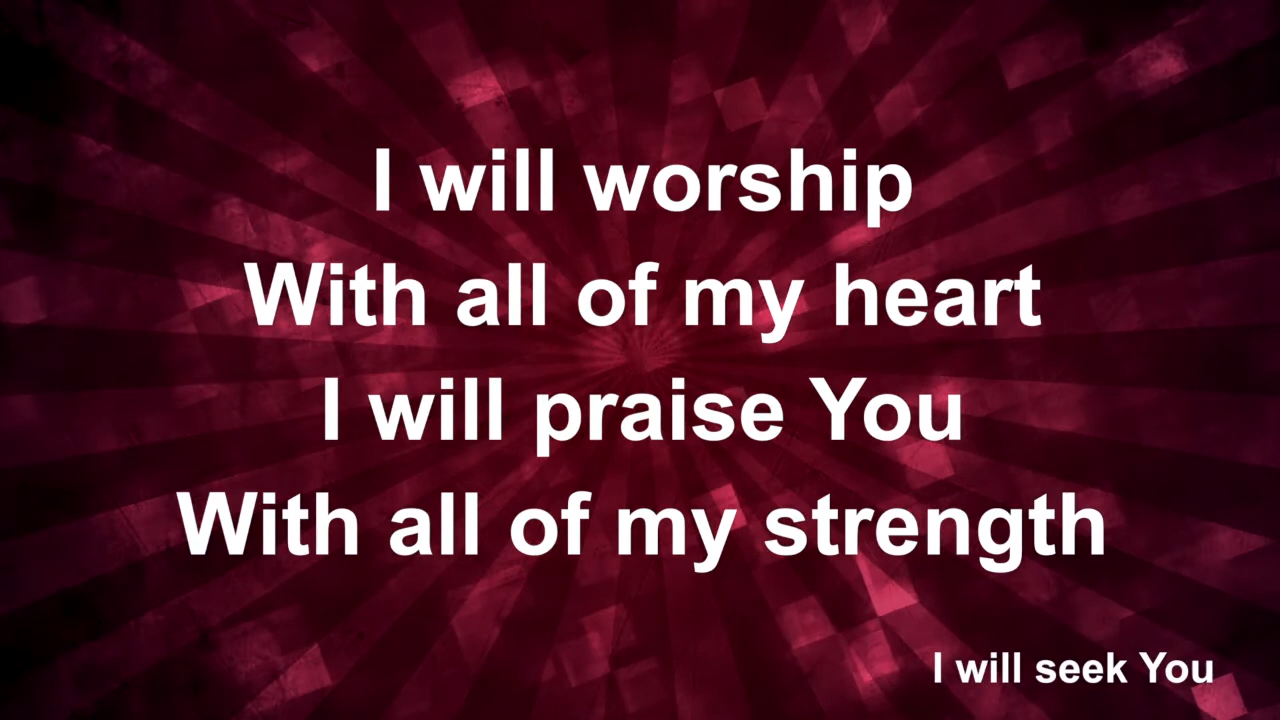 I will worship
With all of my heart
I will praise You
With all of my strength
I will seek You